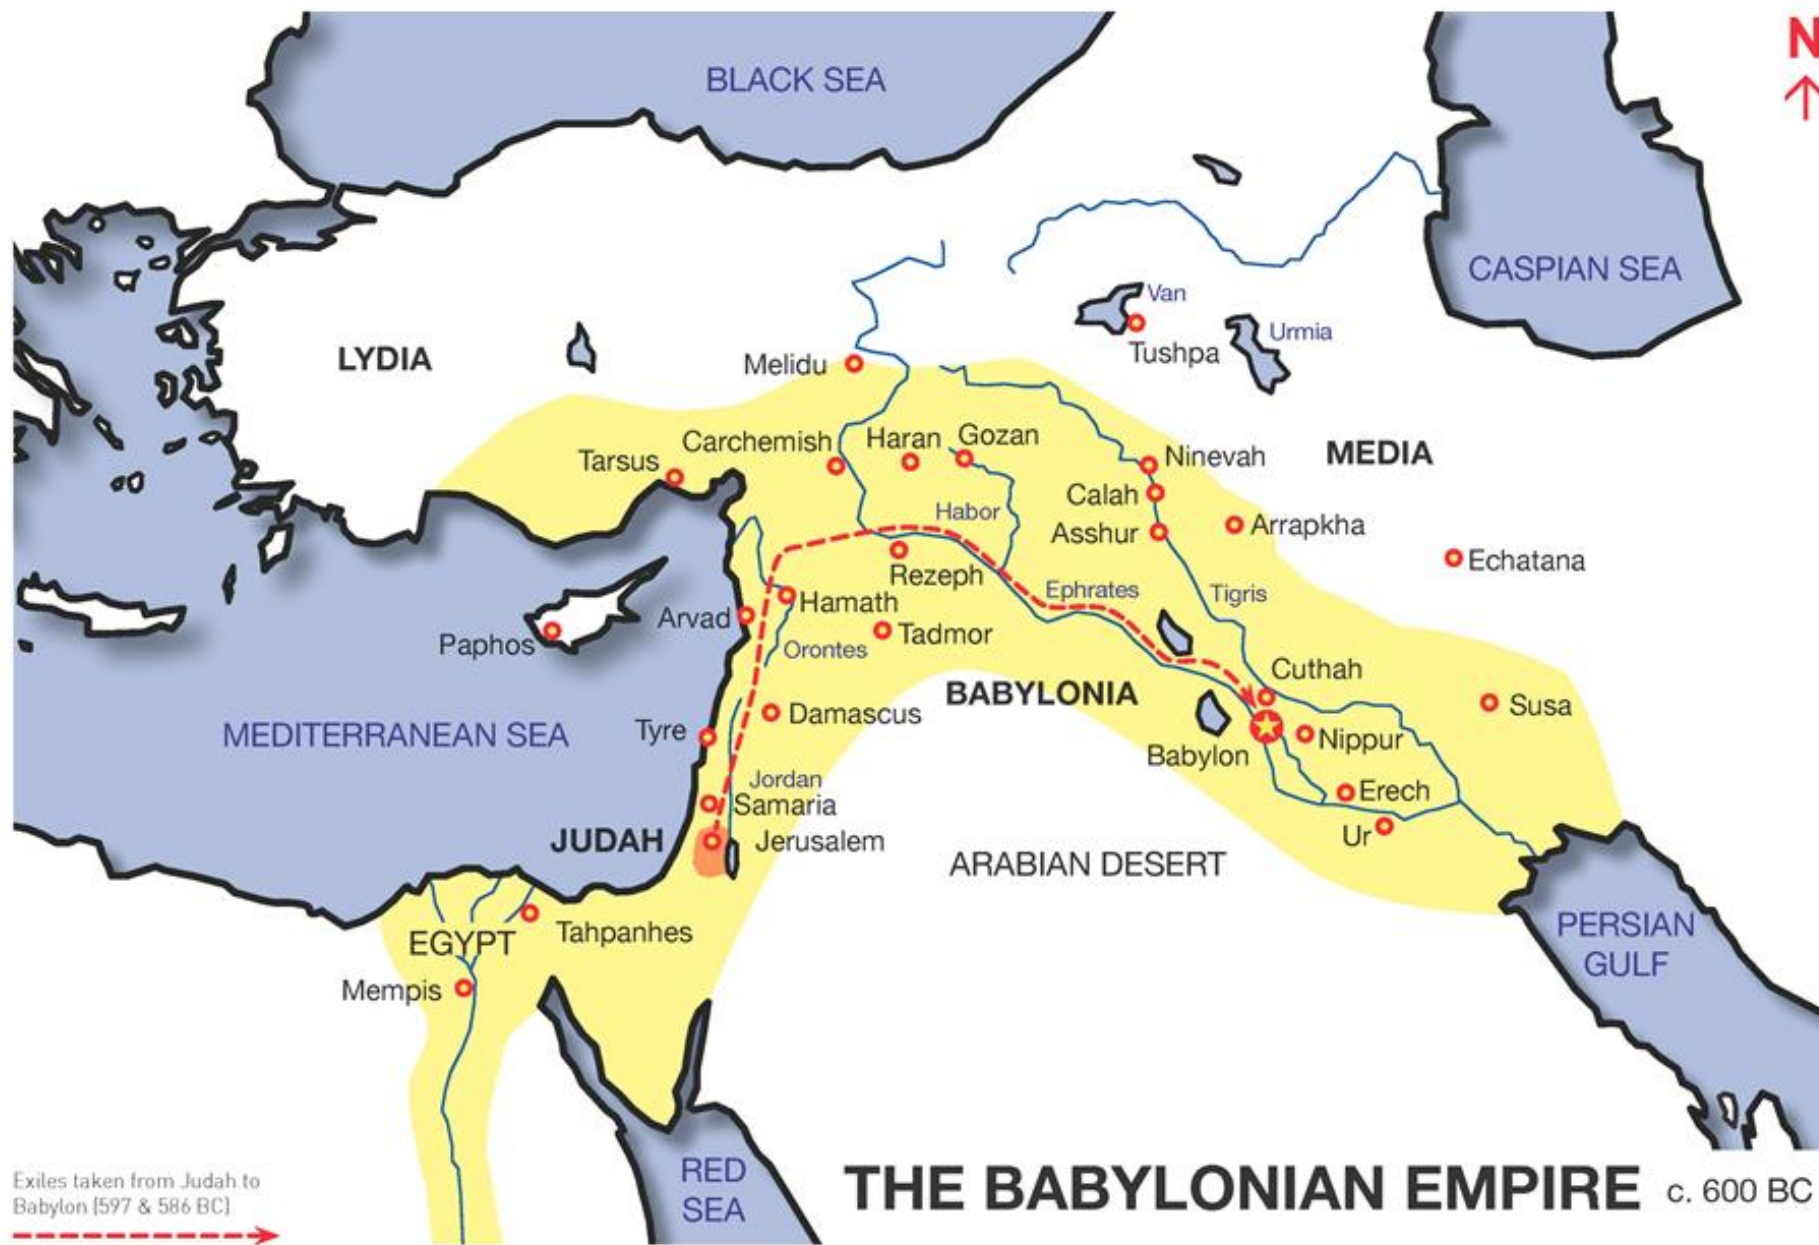 N
BLACK SEA
CASPIAN SEA
Van
Tushpa
Urmia
LYDIA
Melidu
Carchemish
Haran
Gozan
Tarsus
Ninevah
MEDIA
Calah
Habor
Asshur
Arrapkha
Echatana
Rezeph
Ephrates
Tigris
Hamath
Arvad
Paphos
Tadmor
Orontes
Cuthah
BABYLONIA
Susa
Damascus
MEDITERRANEAN SEA
Tyre
Nippur
Babylon
Jordan
Samaria
Erech
JUDAH
Jerusalem
Ur
ARABIAN DESERT
EGYPT
Tahpanhes
PERSIAN
GULF
Mempis
RED
SEA
Exiles taken from Judah to
Babylon (597 & 586 BC)
THE BABYLONIAN EMPIRE c. 600 BC